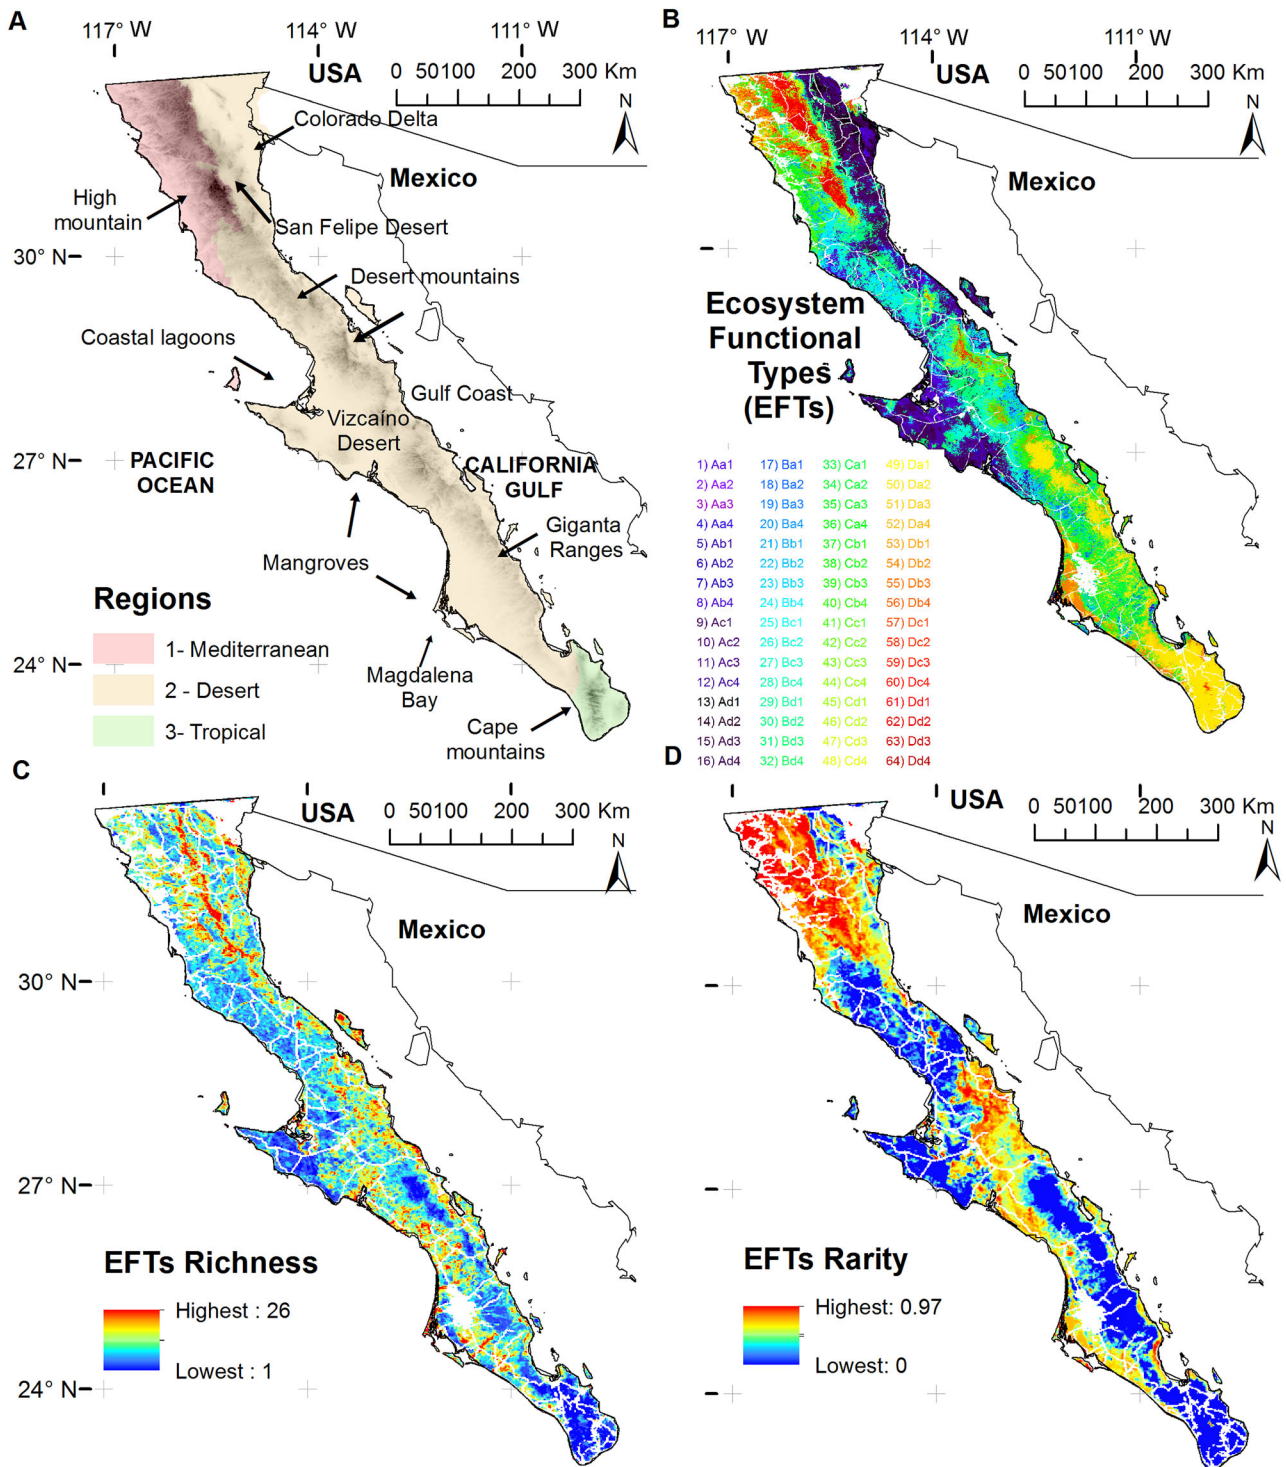 A
117° W
114° W
111° W
USA
0 50100 200 300 Km
N
Colorado Delta
Mexico
High
mountain
San Felipe Desert
30° N
Desert mountains
Coastal lagoons
Gulf Coast
Vizcaíno
Desert
27° N
PACIFIC
OCEAN
CALIFORNIA
GULF
Giganta
Ranges
Mangroves
Regions
1- Mediterranean
2 - Desert
3- Tropical
24° N
Magdalena
Bay
Cape
mountains
B
117° W
114° W
111° W
USA
0 50100 200 300 Km
N
Mexico
Ecosystem
Functional
Types
(EFTs)
1) Aa1 17) Ba1 33) Ca1 49) Da1
2) Aa2 18) Ba2 34) Ca2 50) Da2
3) Aa3 19) Ba3 35) Ca3 51) Da3
4) Aa4 20) Ba4 36) Ca4 52) Da4
5) Ab1 21) Bb1 37) Cb1 53) Db1
6) Ab2 22) Bb2 38) Cb2 54) Db2
7) Ab3 23) Bb3 39) Cb3 55) Db3
8) Ab4 24) Bb4 40) Cb4 56) Db4
9) Ac1 25) Bc1 41) Cc1 57) Dc1
10) Ac2 26) Bc2 42) Cc2 58) Dc2
11) Ac3 27) Bc3 43) Cc3 59) Dc3
12) Ac4 28) Bc4 44) Cc4 60) Dc4
13) Ad1 29) Bd1 45) Cd1 61) Dd1
14) Ad2 30) Bd2 46) Cd2 62) Dd2
15) Ad3 31) Bd3 47) Cd3 63) Dd3
16) Ad4 32) Bd4 48) Cd4 64) Dd4
C
USA
0 50100 200 300 Km
N
Mexico
30° N
27° N
EFTs Richness
Highest : 26
Lowest : 1
24° N
D
USA
0 50100 200 300 Km
N
Mexico
EFTs Rarity
Highest: 0.97
Lowest: 0